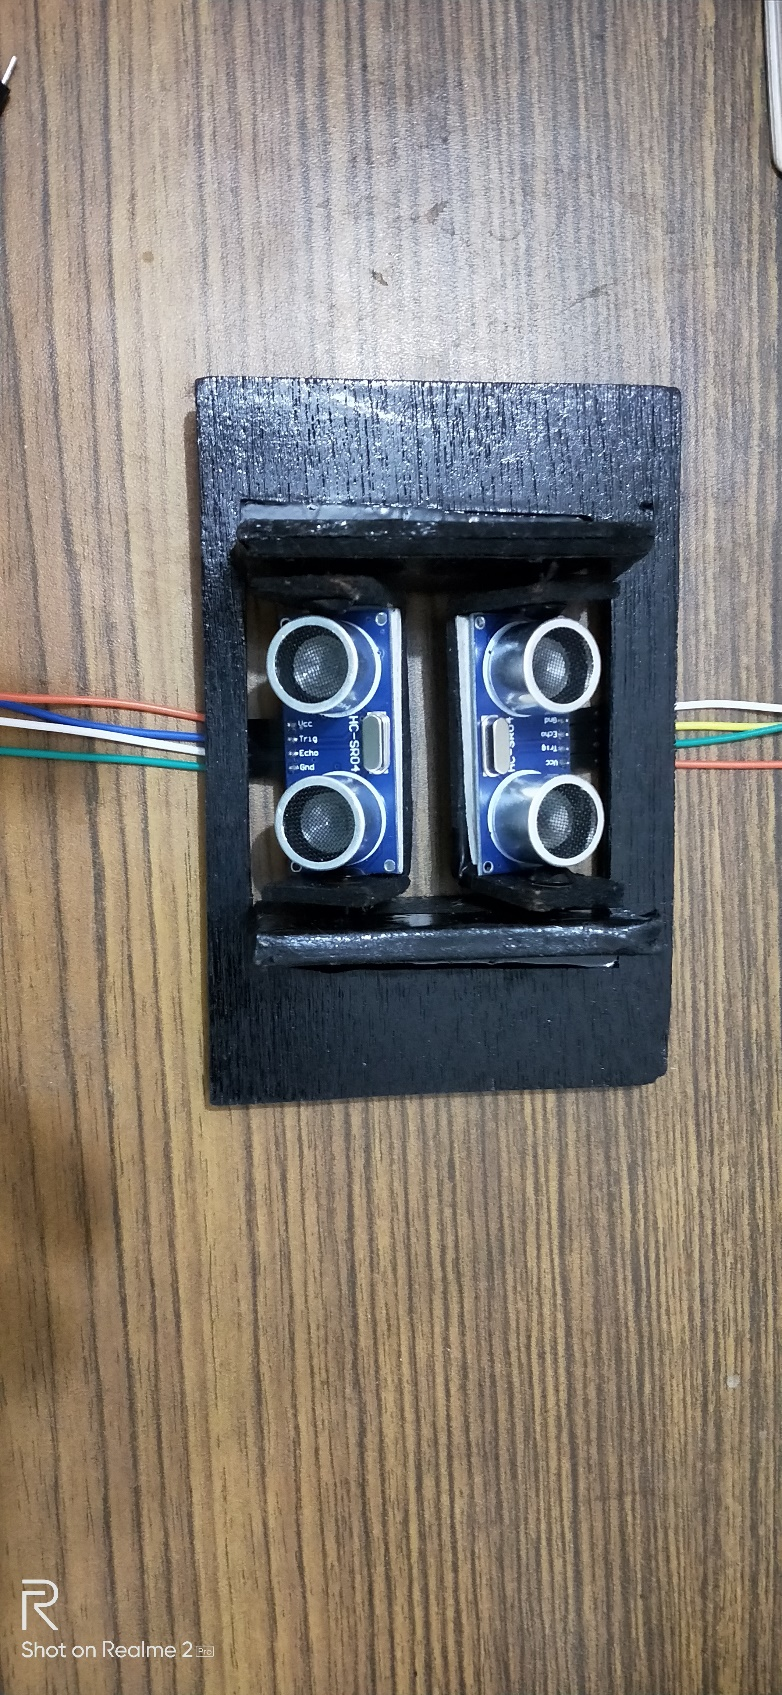 Vcc
Trig
Echo
Gnd
HC-SR04
Gnd
Echo
Trig
Vcc
HC-SR04
R
Shot on Realme 2 Pro